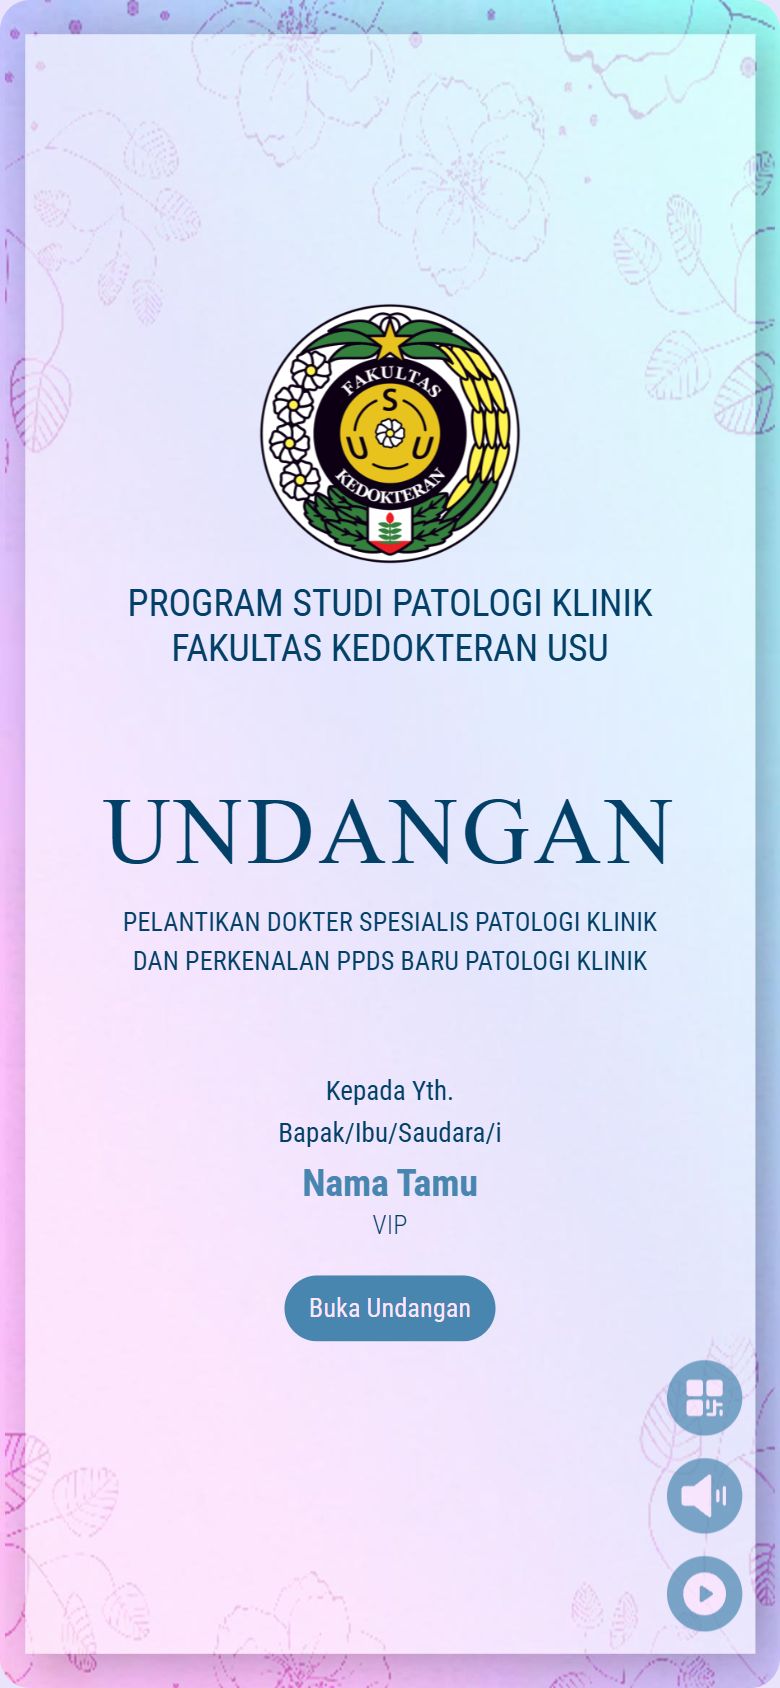 FAKULTAS
S
U U
KEDOKTERAN
PROGRAM STUDI PATOLOGI KLINIK
FAKULTAS KEDOKTERAN USU
UNDANGAN
PELANTIKAN DOKTER SPESIALIS PATOLOGI KLINIK
DAN PERKENALAN PPDS BARU PATOLOGI KLINIK
Kepada Yth.
Bapak/Ibu/Saudara/i
Nama Tamu
VIP
Buka Undangan